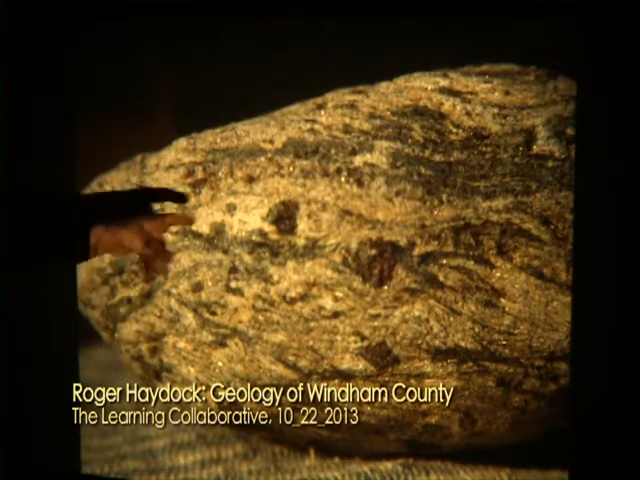 Roger Haydock: Geology of Windham County
The Learning Collaborative, 10_22_2013